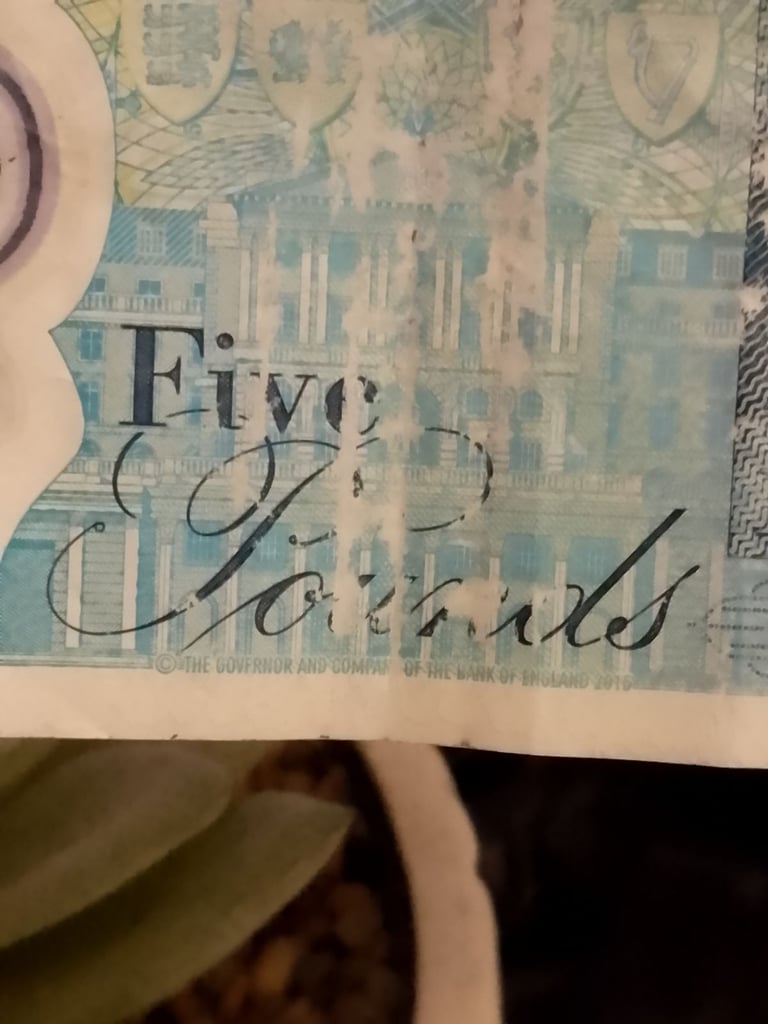 Five
Pounds
© THE GOVERNOR AND COMPANY OF THE BANK OF ENGLAND 2015